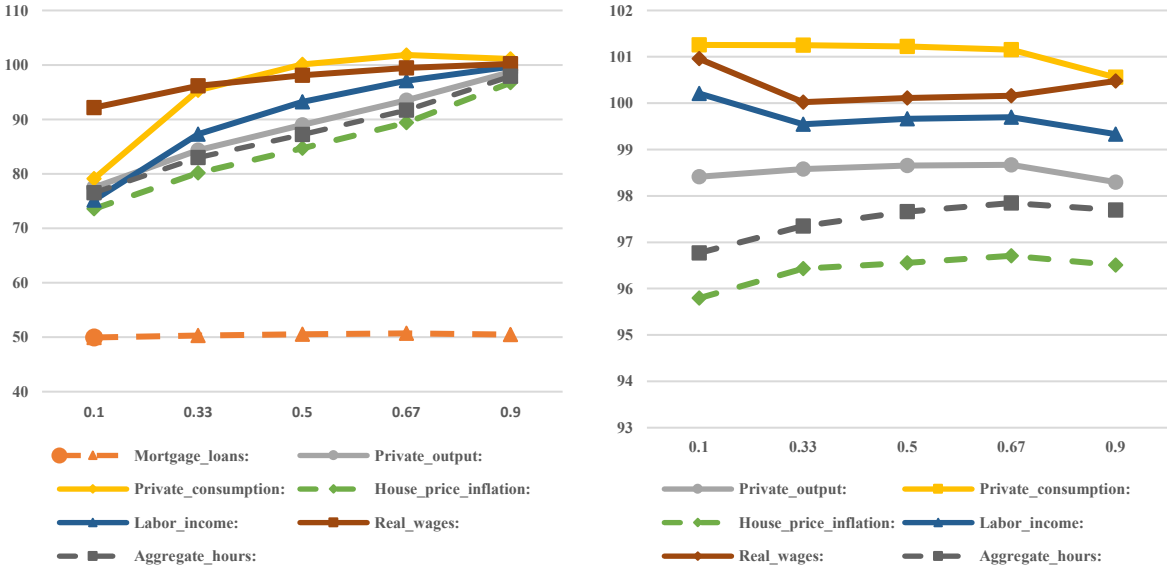 110
100
90
80
70
60
50
40
0.1 0.33 0.5 0.67 0.9
Mortgage_loans: Private_output:
Private_consumption: House_price_inflation:
Labor_income: Real_wages:
Aggregate_hours:
102
101
100
99
98
97
96
95
94
93
0.1 0.33 0.5 0.67 0.9
Private_output: Private_consumption:
House_price_inflation: Labor_income:
Real_wages: Aggregate_hours: